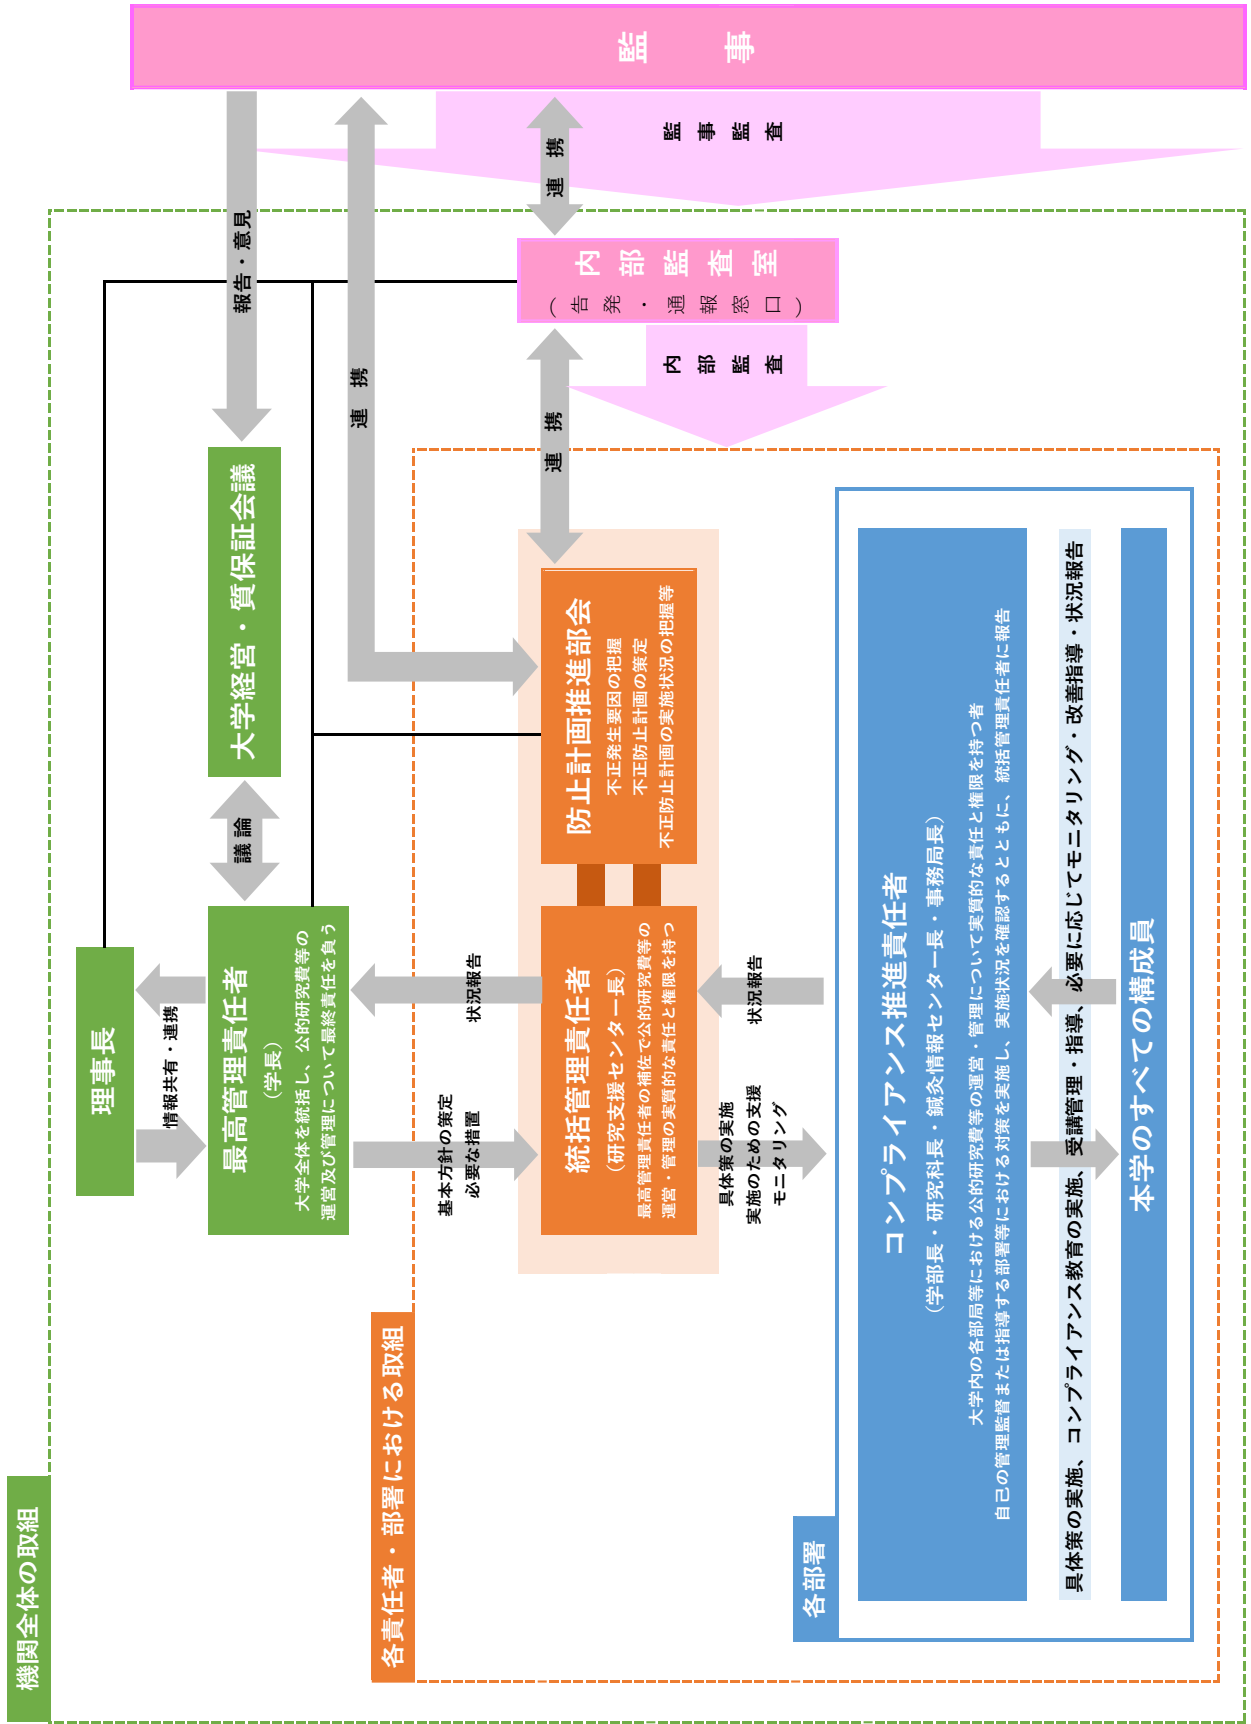 機関全体の取組
理事長
情報共有・連携
最高管理責任者
（学長）
大学全体を統括し、公的研究費等の
運営及び管理について最終責任を負う
議論
大学経営・質保証会議
報告・意見
連携
監事
監事監査
連携
内部監査室
（告発・通報窓口）
内部監査
連携
各責任者・部署における取組
基本方針の策定
必要な措置
状況報告
統括管理責任者
（研究支援センター長）
最高管理責任者の補佐で公的研究費等の
運営・管理の実質的な責任と権限を持つ
防止計画推進部会
不正発生要因の把握
不正防止計画の策定
不正防止計画の実施状況の把握等
具体策の実施
実施のための支援
モニタリング
状況報告
各部署
コンプライアンス推進責任者
（学部長・研究科長・鍼灸情報センター長・事務局長）
大学内の各部局等における公的研究費等の運営・管理について実質的な責任と権限を持つ者
自己の管理監督または指導する部署等における対策を実施し、実施状況を確認するとともに、統括管理責任者に報告
具体策の実施、コンプライアンス教育の実施、受講管理・指導、必要に応じてモニタリング・改善指導・状況報告
本学のすべての構成員